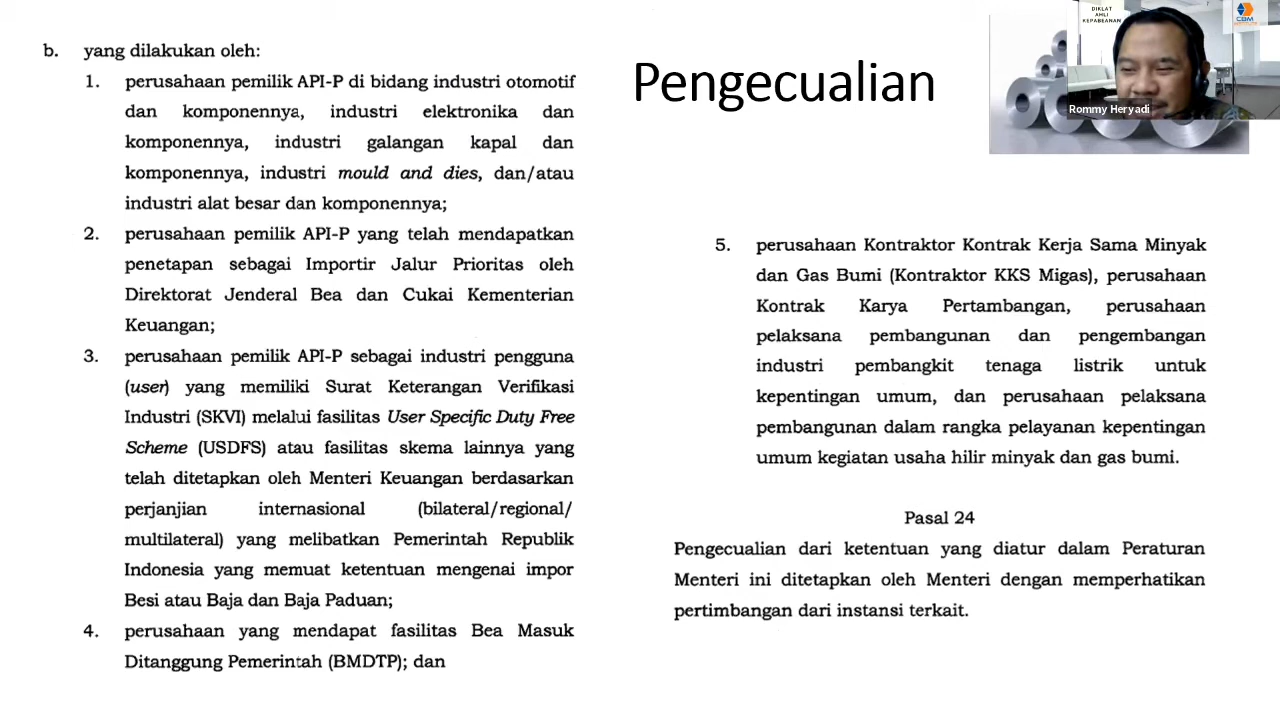 b. yang dilakukan oleh:
1. perusahaan pemilik API-P di bidang industri otomotif
dan komponennya, industri elektronika dan
komponennya, industri galangan kapal dan
komponennya, industri mould and dies, dan/atau
industri alat besar dan komponennya;
2. perusahaan pemilik API-P yang telah mendapatkan
penetapan sebagai Importir Jalur Prioritas oleh
Direktorat Jenderal Bea dan Cukai Kementerian
Keuangan;
3. perusahaan pemilik API-P sebagai industri pengguna
(user) yang memiliki Surat Keterangan Verifikasi
Industri (SKVI) melalui fasilitas User Specific Duty Free
Scheme (USDFS) atau fasilitas skema lainnya yang
telah ditetapkan oleh Menteri Keuangan berdasarkan
perjanjian internasional (bilateral/regional/
multilateral) yang melibatkan Pemerintah Republik
Indonesia yang memuat ketentuan mengenai impor
Besi atau Baja dan Baja Paduan;
4. perusahaan yang mendapat fasilitas Bea Masuk
Ditanggung Pemerintah (BMDTP); dan
Pengecualian
DIKLAT
AHLI
KEPABEANAN
CBM
Rommy Heryadi
5. perusahaan Kontraktor Kontrak Kerja Sama Minyak
dan Gas Bumi (Kontraktor KKS Migas), perusahaan
Kontrak Karya Pertambangan, perusahaan
pelaksana pembangunan dan pengembangan
industri pembangkit tenaga listrik untuk
kepentingan umum, dan perusahaan pelaksana
pembangunan dalam rangka pelayanan kepentingan
umum kegiatan usaha hilir minyak dan gas bumi.
Pasal 24
Pengecualian dari ketentuan yang diatur dalam Peraturan
Menteri ini ditetapkan oleh Menteri dengan memperhatikan
pertimbangan dari instansi terkait.